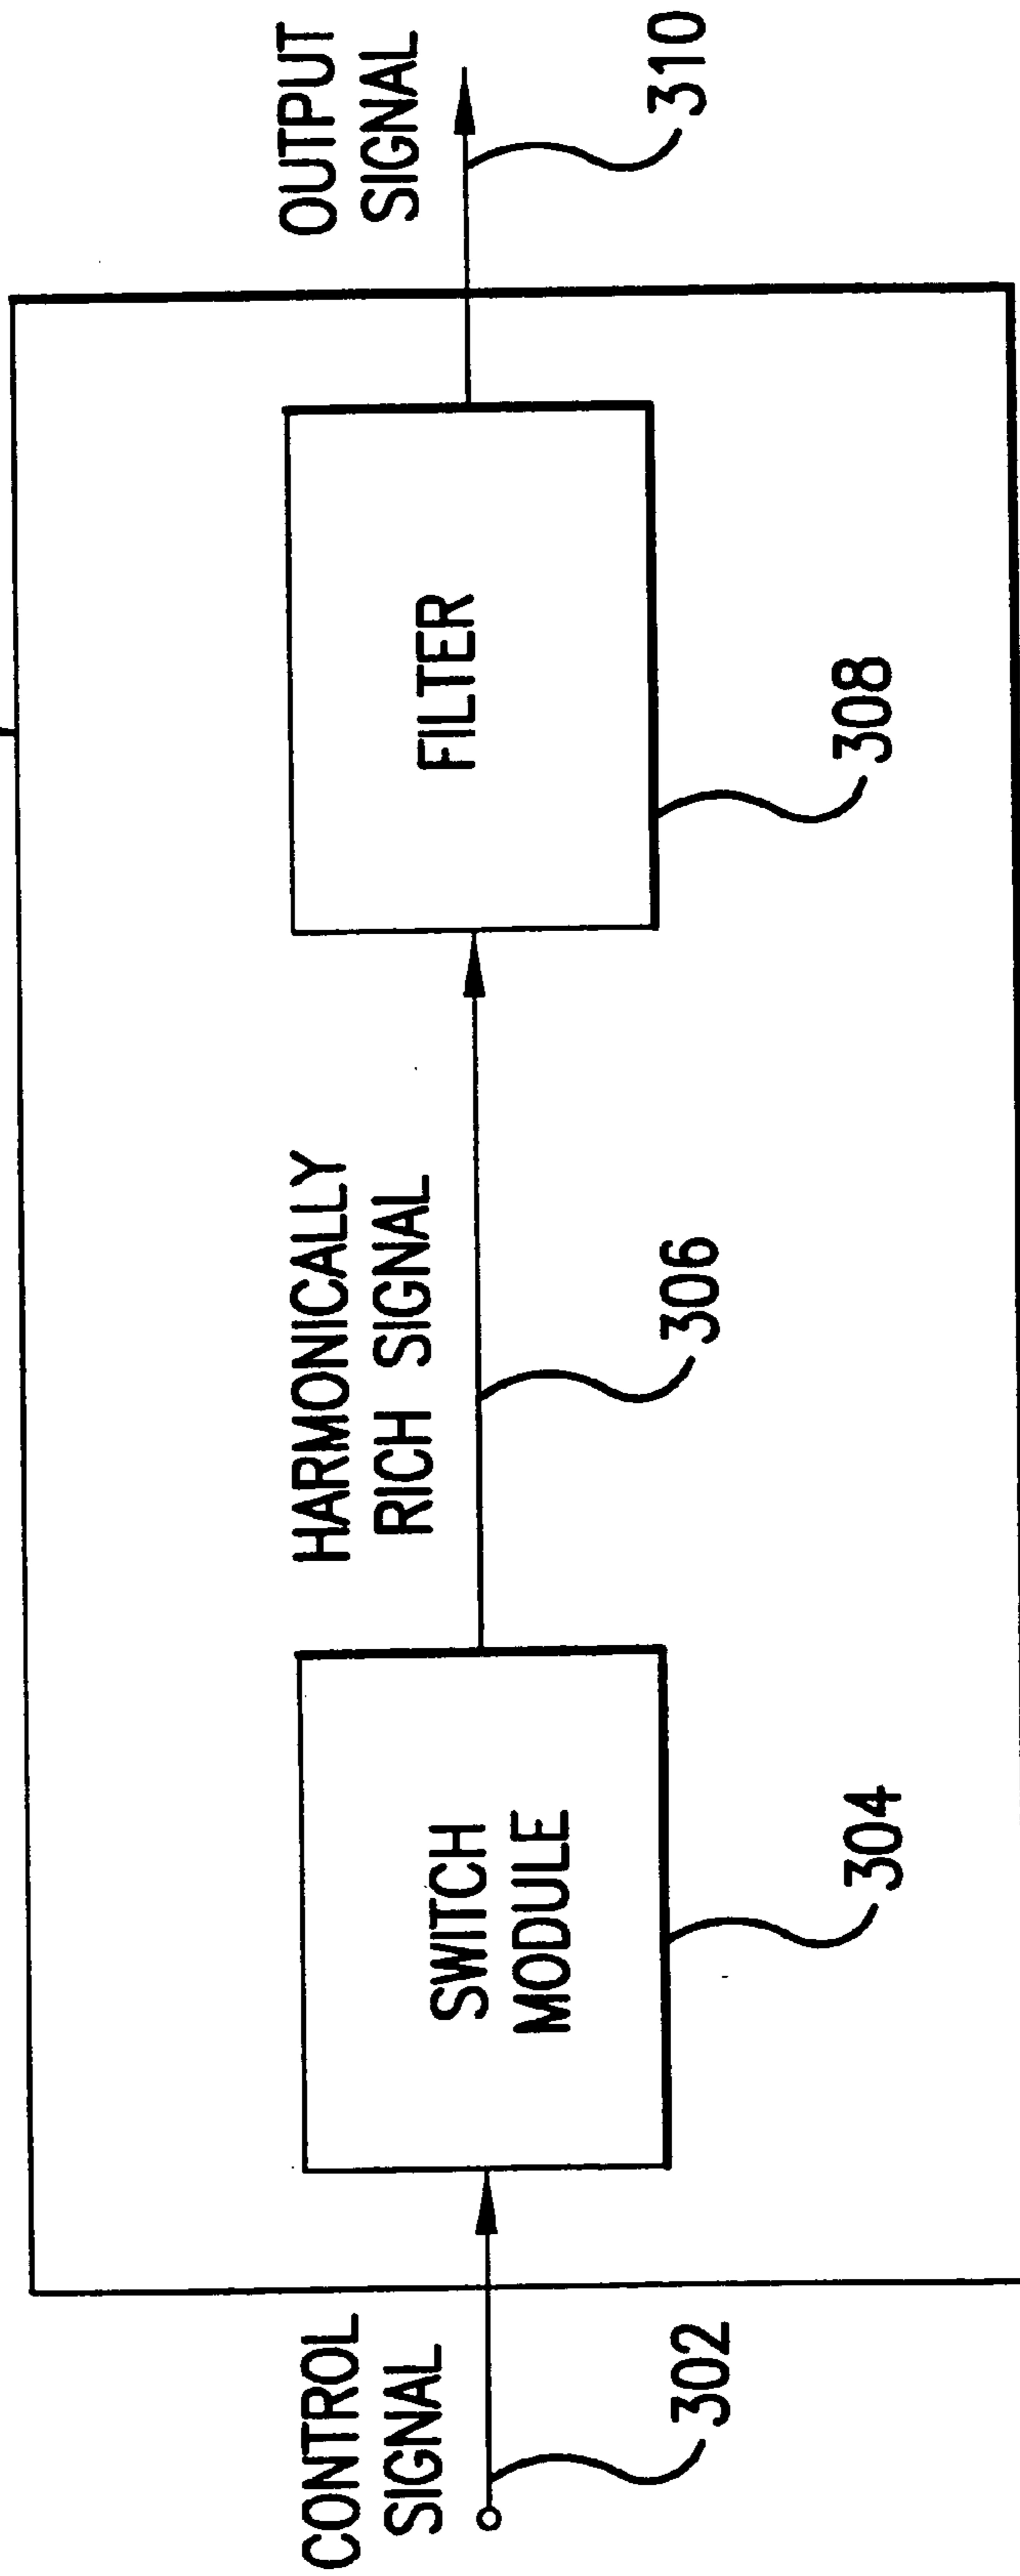 CONTROL
SIGNAL
302
SWITCH
MODULE
304
HARMONICALLY
RICH SIGNAL
306
FILTER
308
OUTPUT
SIGNAL
310